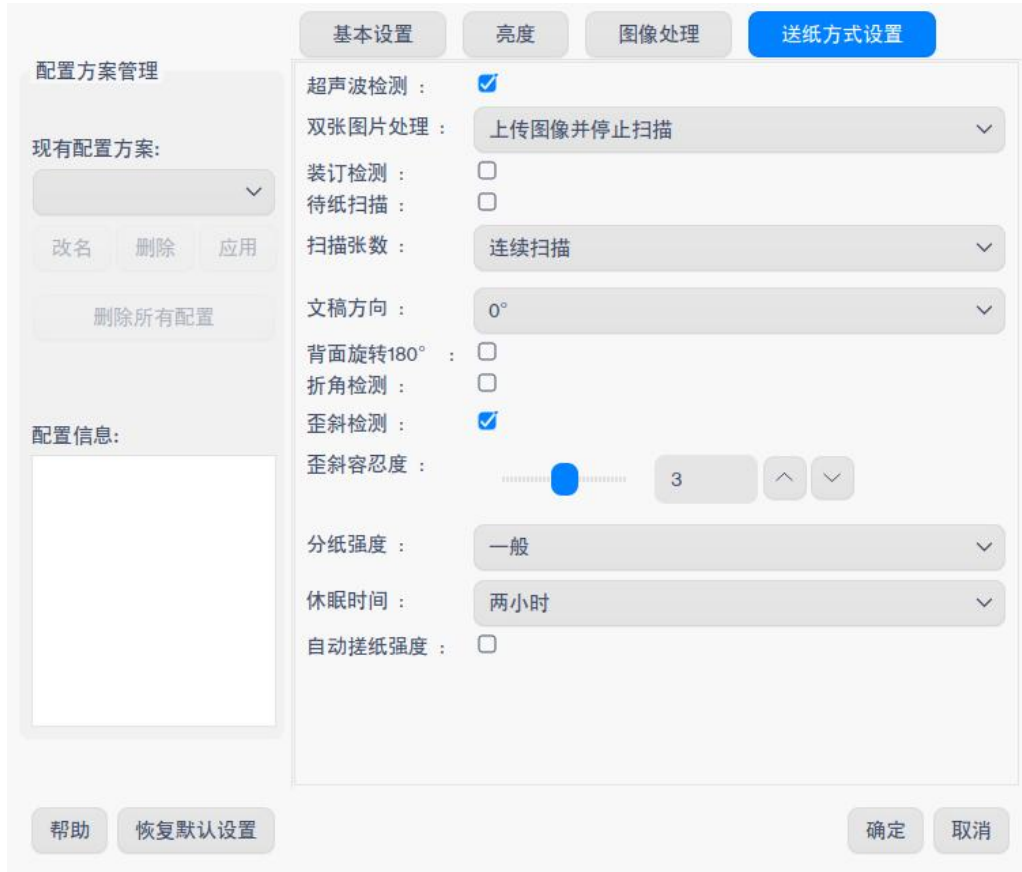 基本设置 亮度 图像处理 送纸方式设置
配置方案管理
现有配置方案:
改名 删除 应用
删除所有配置
配置信息:
超声波检测 :
双张图片处理 : 上传图像并停止扫描
装订检测 :
待纸扫描 :
扫描张数 : 连续扫描
文稿方向 : 0°
背面旋转180° :
折角检测 :
歪斜检测 :
歪斜容忍度 : 3
分纸强度 : 一般
休眠时间 : 两小时
自动搓纸强度 :
帮助 恢复默认设置 确定 取消